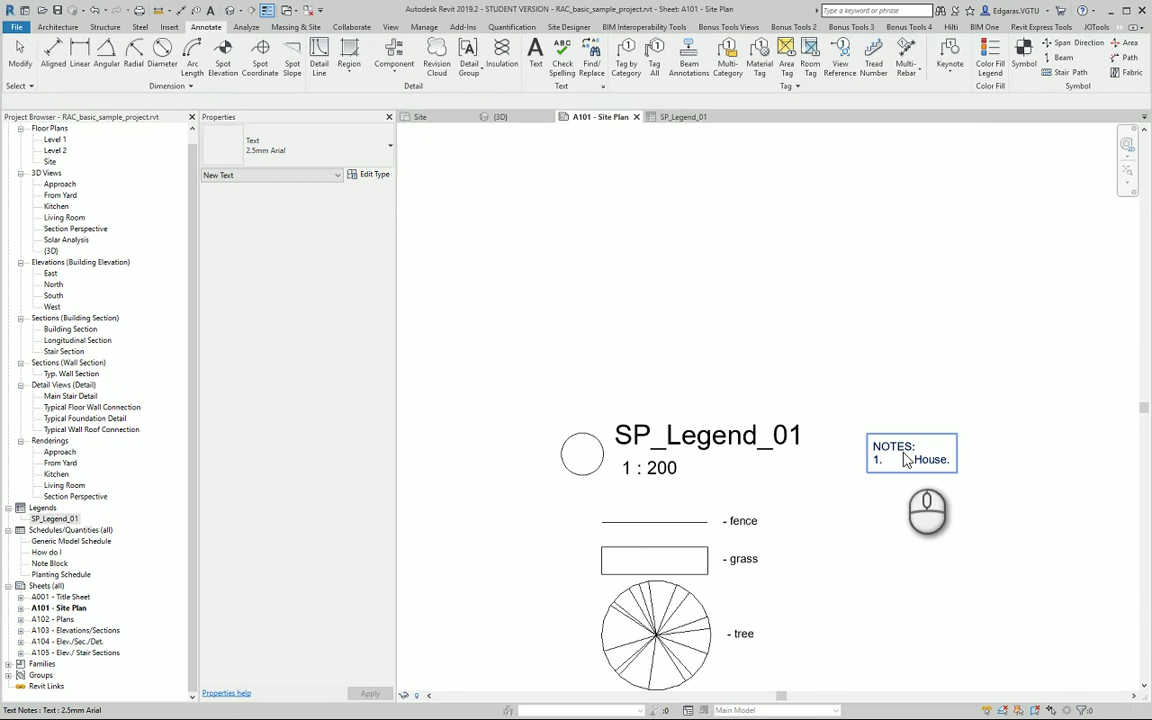 Autodesk Revit 2019.2 - STUDENT VERSION - RAC_basic_sample_project.rvt - Sheet: A101 - Site Plan
Type a keyword or phrase
Edgaras.VGTU
File Architecture Structure Steel Insert Annotate Analyze Massing & Site Collaborate View Manage Add-Ins Quantification Site Designer BIM Interoperability Tools Bonus Tools Views Bonus Tools 2 Bonus Tools 3 Bonus Tools 4 Hilti BIM One Revit Express Tools JOTools
Modify
Aligned
Linear
Angular
Radial
Diameter
Arc Length
Spot Elevation
Spot Coordinate
Spot Slope
Detail Line
Region
Component
Revision Cloud
Detail Group
Insulation
Text
Check Spelling
Find/ Replace
Tag by Category
Tag All
Beam Annotations
Multi- Category
Material Tag
Area Tag
Room Tag
View Reference
Tread Number
Multi- Rebar
Keynote
Color Fill Legend
Symbol
Span Direction
Beam
Stair Path
Area
Path
Fabric
Select
Dimension
Detail
Text
Tag
Color Fill
Symbol
Project Browser - RAC_basic_sample_project.rvt
Floor Plans
Level 1
Level 2
Site
3D Views
Approach
From Yard
Kitchen
Living Room
Section Perspective
Solar Analysis
{3D}
Elevations (Building Elevation)
East
North
South
West
Sections (Building Section)
Building Section
Longitudinal Section
Stair Section
Sections (Wall Section)
Typ. Wall Section
Detail Views (Detail)
Main Stair Detail
Typical Floor Wall Connection
Typical Foundation Detail
Typical Wall Roof Connection
Renderings
Approach
From Yard
Kitchen
Living Room
Section Perspective
Legends
SP_Legend_01
Schedules/Quantities (all)
Generic Model Schedule
How do I
Note Block
Planting Schedule
Sheets (all)
A001 - Title Sheet
A101 - Site Plan
A102 - Plans
A103 - Elevations/Sections
A104 - Elev./Sec./Det.
A105 - Elev./ Stair Sections
Families
Groups
Revit Links
Properties
Text
2.5mm Arial
New Text
Edit Type
Properties help
Apply
Site
{3D}
A101 - Site Plan
SP_Legend_01
SP_Legend_01
1 : 200
- fence
- grass
- tree
NOTES:
1. House.
Text Notes : Text : 2.5mm Arial
:0
Main Model
:0